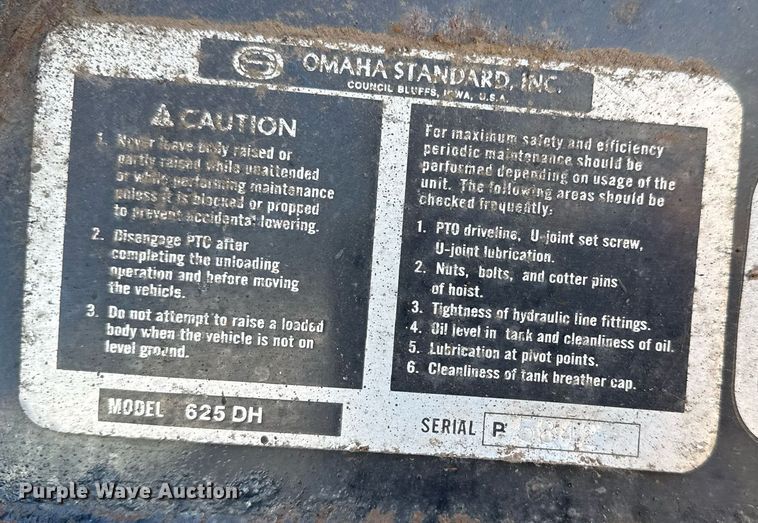 OMAHA STANDARD, INC.
COUNCIL BLUFFS, IOWA, U.S.A.
CAUTION
1. Never leave body raised or
partly raised while unattended
or while performing maintenance
unless it is blocked or propped
to prevent accidental lowering.
2. Disengage PTO after
completing the unloading
operation and before moving
the vehicle.
3. Do not attempt to raise a loaded
body when the vehicle is not on
level ground.
MODEL 625 DH
For maximum safety and efficiency
periodic maintenance should be
performed depending on usage of the
unit. The following areas should be
checked frequently:
1. PTO driveline, U-joint set screw,
U-joint lubrication.
2. Nuts, bolts, and cotter pins
of hoist.
3. Tightness of hydraulic line fittings.
4. Oil level in tank and cleanliness of oil.
5. Lubrication at pivot points.
6. Cleanliness of tank breather cap.
SERIAL
Purple Wave Auction